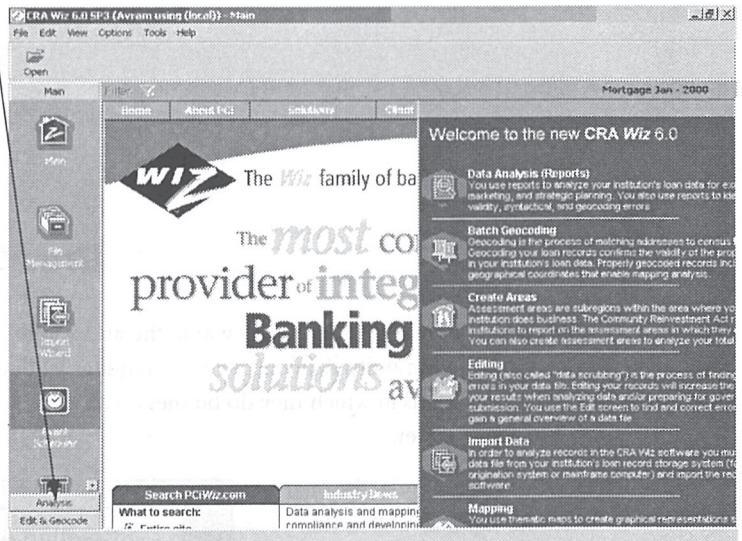 CRA Wiz 6.0 SP3 (Avram using (local)) - Main
File Edit View Options Tools Help
Open
Main
Filter
Mortgage Jan - 2000
Home About PCI Solutions Client
Main
File Management
Import Wizard
Scheduler
Analysis
Edit & Geocode
WIZ
The Wiz family of ba
The most co
provider of integ
Banking
solutions av
Search PCiWiz.com
Industry News
What to search:
Entire site
Data analysis and mapping
compliance and developing
Welcome to the new CRA Wiz 6.0
Data Analysis (Reports)
You use reports to analyze your institution's loan data for ex
marketing, and strategic planning. You also use reports to ide
validity, syntactical, and geocoding errors
Batch Geocoding
Geocoding is the process of matching addresses to census
Geocoding your loan records confirms the validity of the prop
in your institution's loan data. Properly geocoded records incl
geographical coordinates that enable mapping analysis.
Create Areas
Assessment areas are subregions within the area where yo
institution does business. The Community Reinvestment Act r
institutions to report on the assessment areas in which they
You can also create assessment areas to analyze your total
Editing
Editing (also called "data scrubbing") is the process of finding
errors in your data file. Editing your records will increase the
your results when analyzing data and/or preparing for gover
submission. You use the Edit screen to find and correct error
gain a general overview of a data file
Import Data
In order to analyze records in the CRA Wiz software you mus
data file from your institution's loan record storage system (fo
origination system or mainframe computer) and import the rec
software.
Mapping
You use thematic maps to create graphical representations